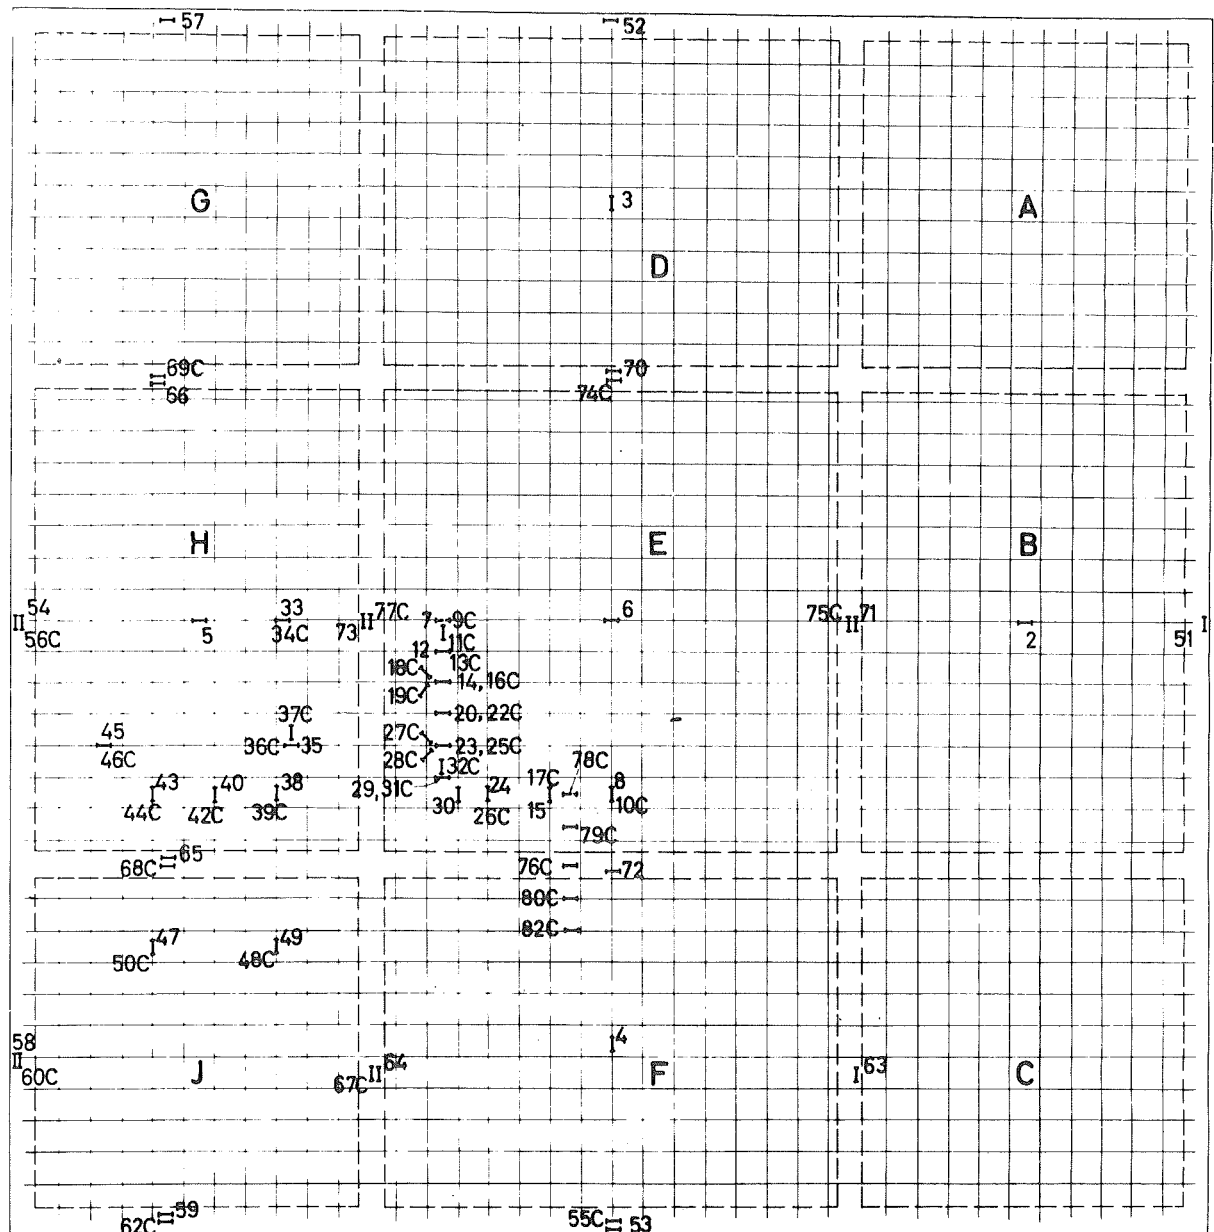 57 52
G 3 A
D
69C 70
66 74C
H E B
54 33 77C 6 75C 71
56C 5 34C 73 7 9C 2 51
12 11C
13C
18C 14, 16C
19C
37C 20, 22C
45 27C
46C 36C 35 28C 23, 25C
32C 78C
43 40 38 29, 31C 24 17C 8
44C 42C 39C 30 26C 15 10C
79C
65
68C 76C 72
80C
47 49 82C
50C 48C
4
58 64 63
60C J 67C F C
59
62C 55C 53